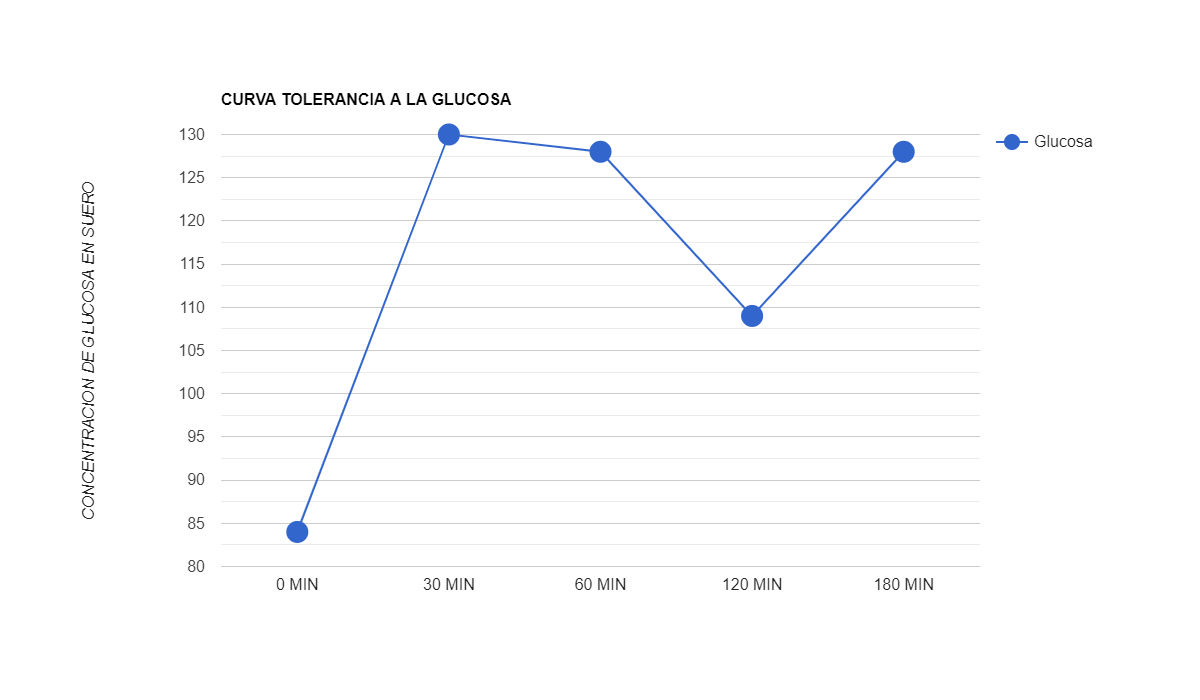 CURVA TOLERANCIA A LA GLUCOSA
CONCENTRACION DE GLUCOSA EN SUERO
130
125
120
115
110
105
100
95
90
85
80
0 MIN 30 MIN 60 MIN 120 MIN 180 MIN
Glucosa